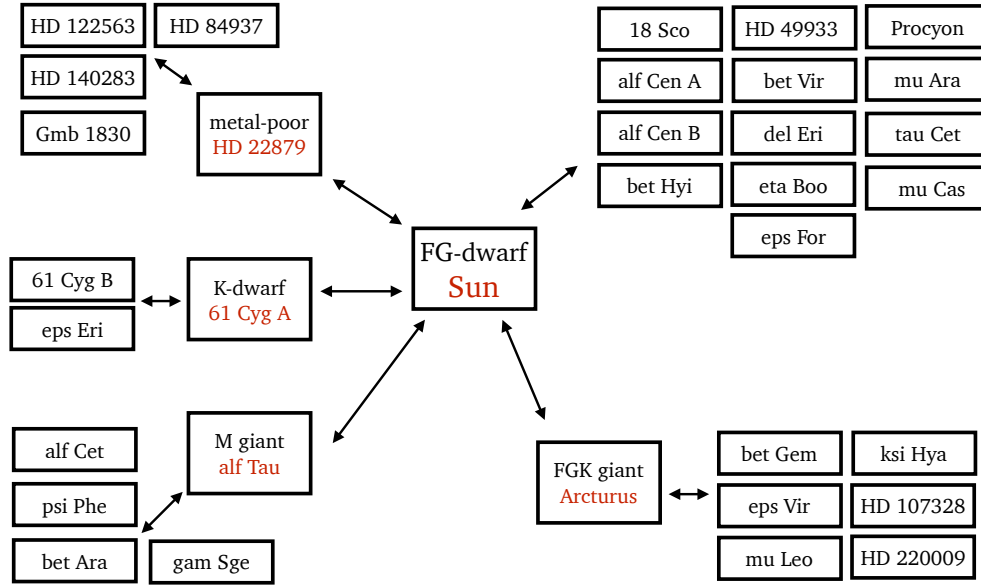 HD 122563
HD 84937
HD 140283
Gmb 1830
metal-poor
HD 22879
18 Sco
HD 49933
Procyon
alf Cen A
bet Vir
mu Ara
alf Cen B
del Eri
tau Cet
bet Hyi
eta Boo
mu Cas
eps For
FG-dwarf
Sun
61 Cyg B
eps Eri
K-dwarf
61 Cyg A
alf Cet
psi Phe
bet Ara
gam Sge
M giant
alf Tau
FGK giant
Arcturus
bet Gem
ksi Hya
eps Vir
HD 107328
mu Leo
HD 220009